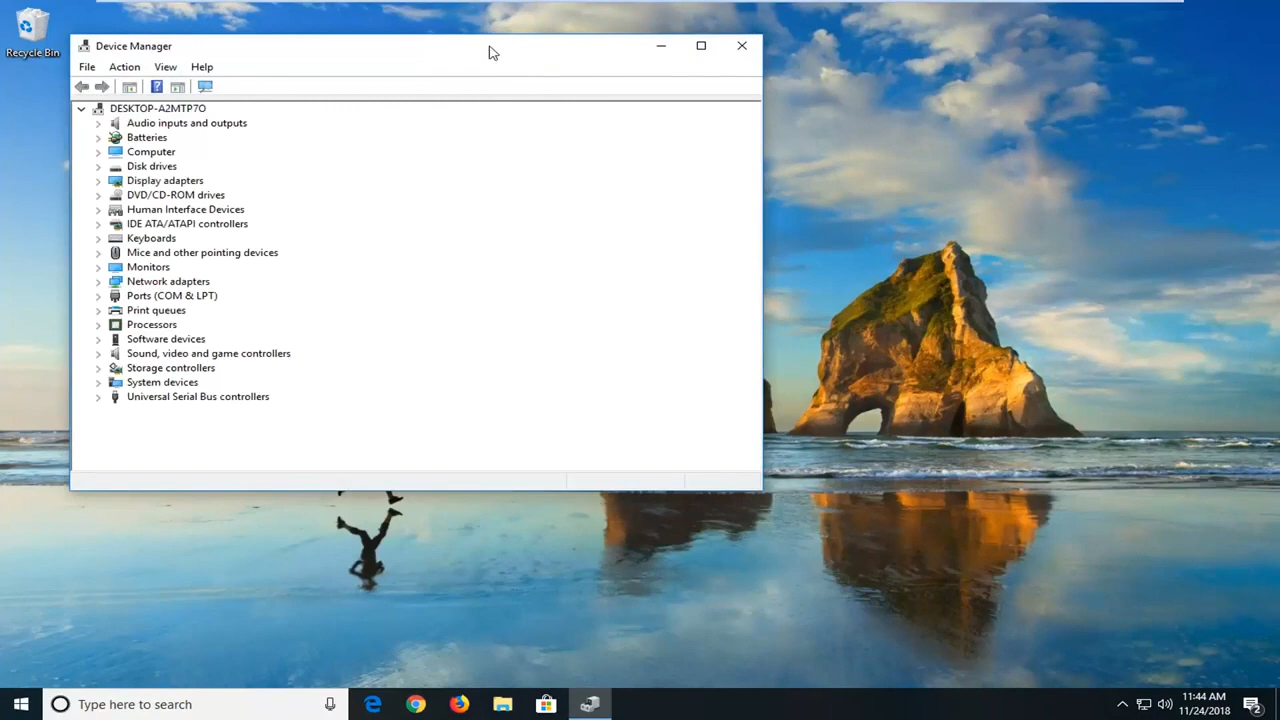 Recycle Bin
Device Manager
File Action View Help
DESKTOP-A2MTP7O
Audio inputs and outputs
Batteries
Computer
Disk drives
Display adapters
DVD/CD-ROM drives
Human Interface Devices
IDE ATA/ATAPI controllers
Keyboards
Mice and other pointing devices
Monitors
Network adapters
Ports (COM & LPT)
Print queues
Processors
Software devices
Sound, video and game controllers
Storage controllers
System devices
Universal Serial Bus controllers
Type here to search
11:44 AM
11/24/2018
2